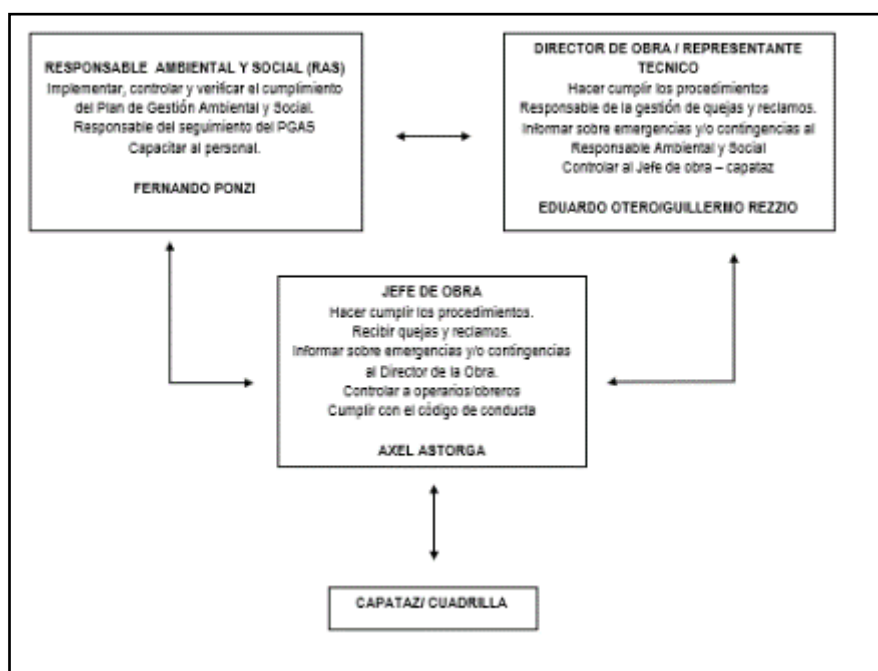 RESPONSABLE AMBIENTAL Y SOCIAL (RAS)
Implementar, controlar y verificar el cumplimiento
del Plan de Gestión Ambiental y Social.
Responsable del seguimiento del PGAS
Capacitar al personal.
FERNANDO PONZI
DIRECTOR DE OBRA / REPRESENTANTE
TECNICO
Hacer cumplir los procedimientos
Responsable de la gestión de quejas y reclamos.
Informar sobre emergencias y/o contingencias al
Responsable Ambiental y Social
Controlar al Jefe de obra – capataz
EDUARDO OTERO/GUILLERMO REZZIO
JEFE DE OBRA
Hacer cumplir los procedimientos.
Recibir quejas y reclamos.
Informar sobre emergencias y/o contingencias
al Director de la Obra.
Controlar a operarios/obreros
Cumplir con el código de conducta
AXEL ASTORGA
CAPATAZ/ CUADRILLA